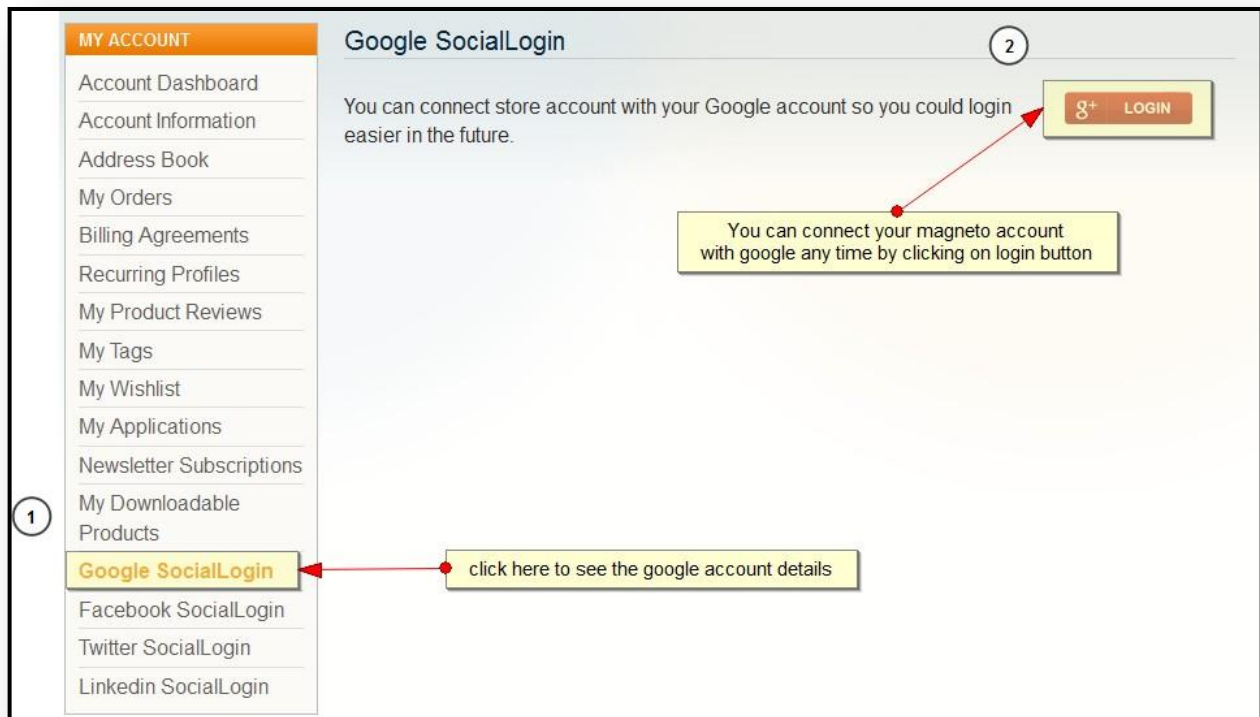 MY ACCOUNT
Account Dashboard
Account Information
Address Book
My Orders
Billing Agreements
Recurring Profiles
My Product Reviews
My Tags
My Wishlist
My Applications
Newsletter Subscriptions
My Downloadable
Products
Google SocialLogin
Facebook SocialLogin
Twitter SocialLogin
Linkedin SocialLogin
1
Google SocialLogin
2
You can connect store account with your Google account so you could login
easier in the future.
g+ LOGIN
You can connect your magneto account
with google any time by clicking on login button
click here to see the google account details